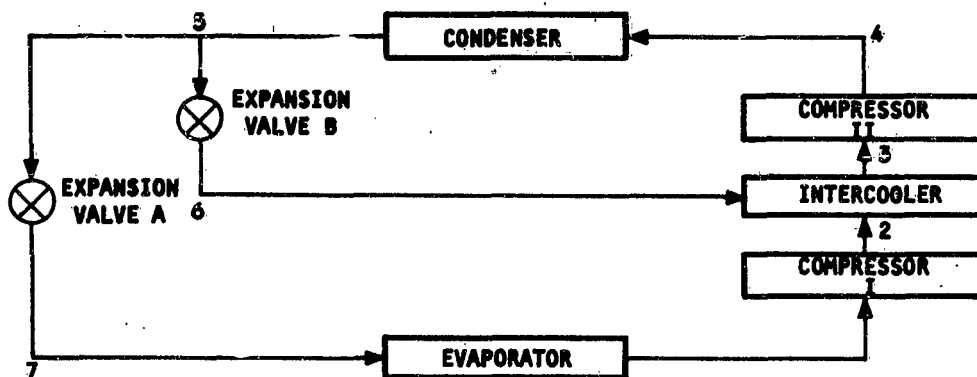 5
CONDENSER
4
EXPANSION
VALVE B
COMPRESSOR
II
3
EXPANSION
VALVE A
6
INTERCOOLER
2
COMPRESSOR
I
7
EVAPORATOR